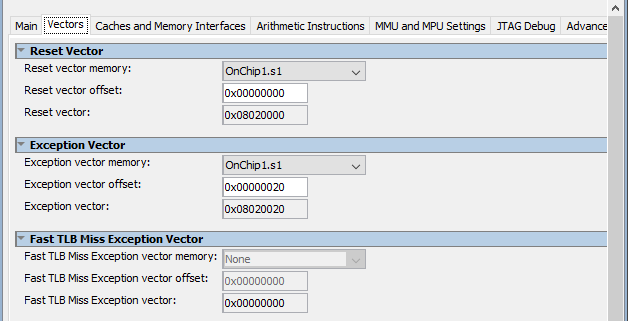 Main Vectors Caches and Memory Interfaces Arithmetic Instructions MMU and MPU Settings JTAG Debug Advance
Reset Vector
Reset vector memory: OnChip1.s1
Reset vector offset: 0x00000000
Reset vector: 0x08020000
Exception Vector
Exception vector memory: OnChip1.s1
Exception vector offset: 0x00000020
Exception vector: 0x08020020
Fast TLB Miss Exception Vector
Fast TLB Miss Exception vector memory: None
Fast TLB Miss Exception vector offset: 0x00000000
Fast TLB Miss Exception vector: 0x00000000